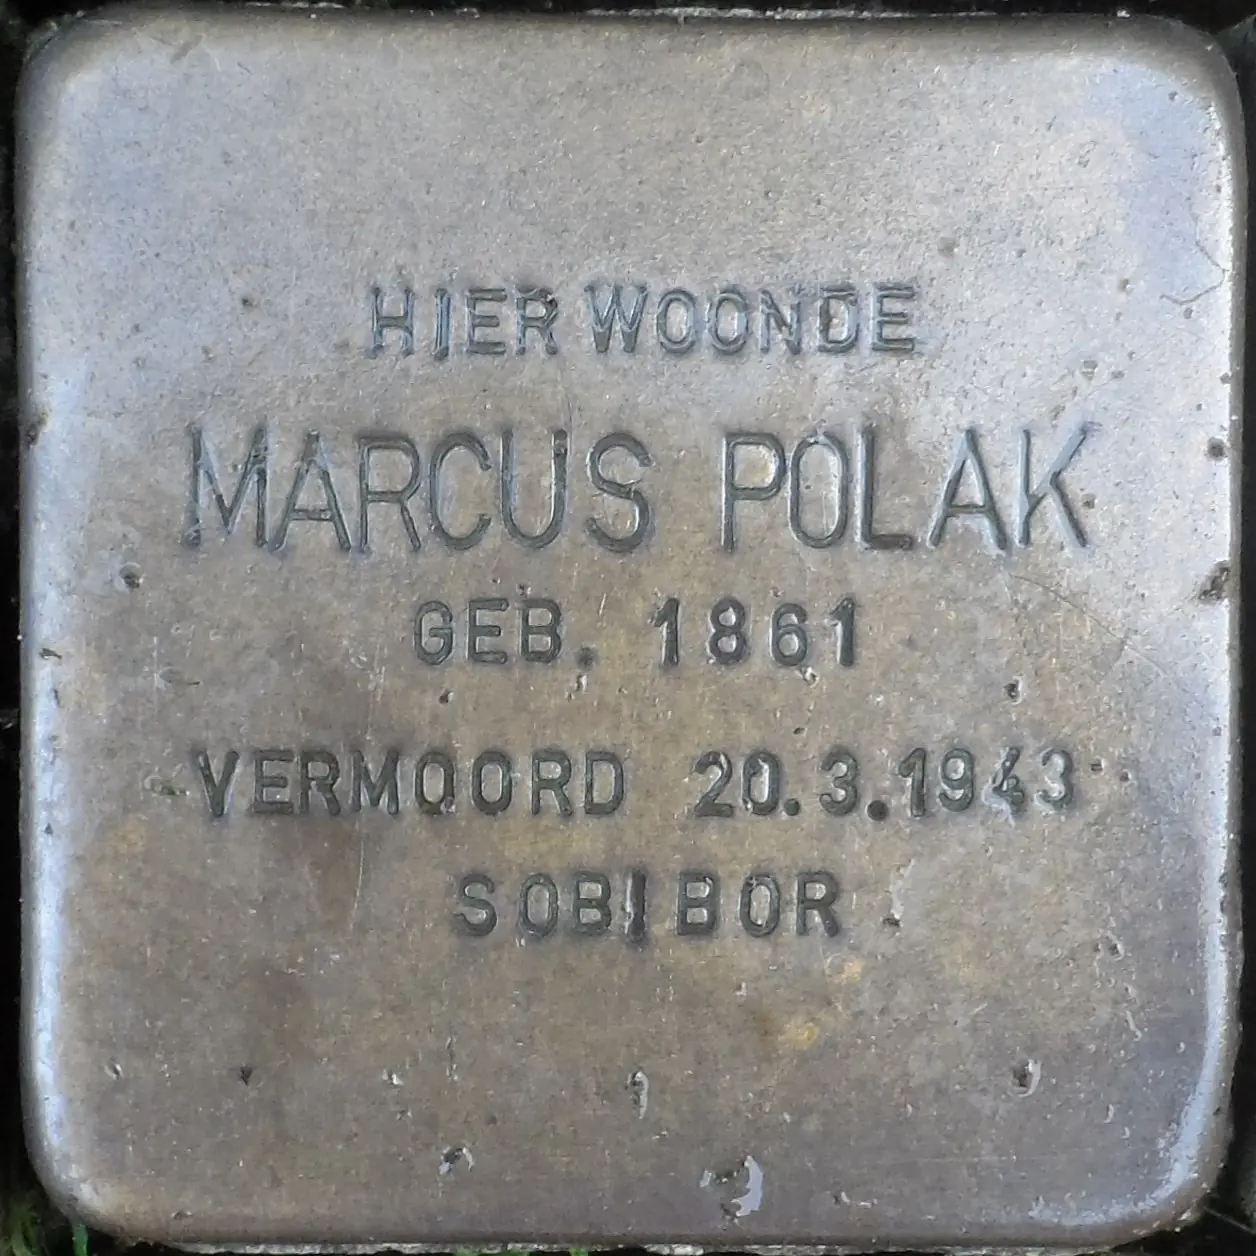 HIER WOONDE
MARCUS POLAK
GEB. 1861
VERMOORD 20.3.1943
SOBIBOR